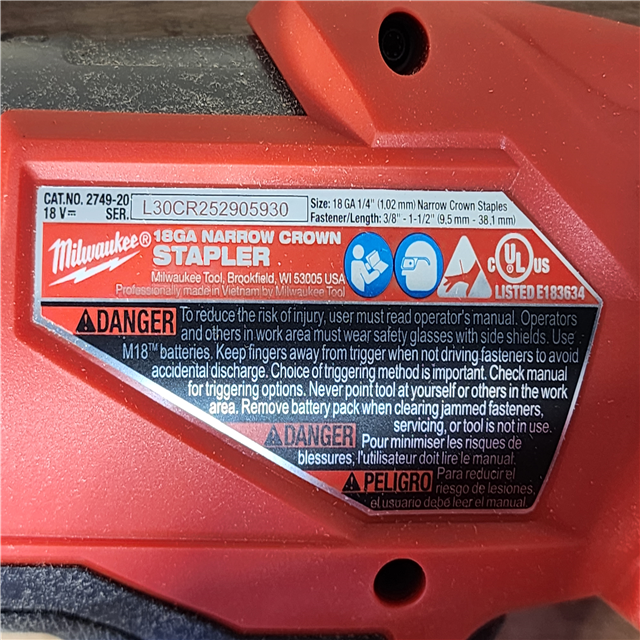 CAT.NO. 2749-20
18 V⎓ SER. L30CR252905930
Size: 18 GA 1/4" (1.02 mm) Narrow Crown Staples
Fastener/Length: 3/8" - 1-1/2" (9,5 mm - 38,1 mm)
Milwaukee®
18GA NARROW CROWN
STAPLER
Milwaukee Tool, Brookfield, WI 53005 USA
Professionally made in Vietnam by Milwaukee Tool
C UL US
LISTED E183634
DANGER To reduce the risk of injury, user must read operator's manual. Operators
and others in work area must wear safety glasses with side shields. Use
M18™ batteries. Keep fingers away from trigger when not driving fasteners to avoid
accidental discharge. Choice of triggering method is important. Check manual
for triggering options. Never point tool at yourself or others in the work
area. Remove battery pack when clearing jammed fasteners,
servicing, or tool is not in use.
DANGER Pour minimiser les risques de
blessures, l'utilisateur doit lire le manual.
PELIGRO Para reducir el
riesgo de lesiones,
el usuario debe leer el manual.